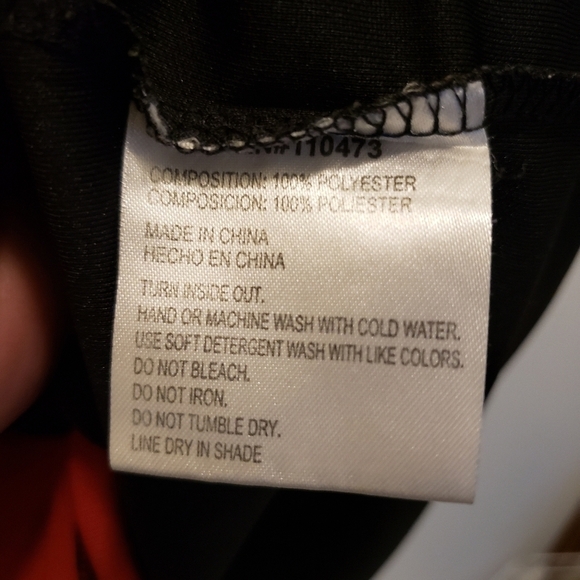 110473
COMPOSITION: 100% POLYESTER
COMPOSICION: 100% POLIESTER
MADE IN CHINA
HECHO EN CHINA
TURN INSIDE OUT.
HAND OR MACHINE WASH WITH COLD WATER.
USE SOFT DETERGENT WASH WITH LIKE COLORS.
DO NOT BLEACH.
DO NOT IRON.
DO NOT TUMBLE DRY.
LINE DRY IN SHADE